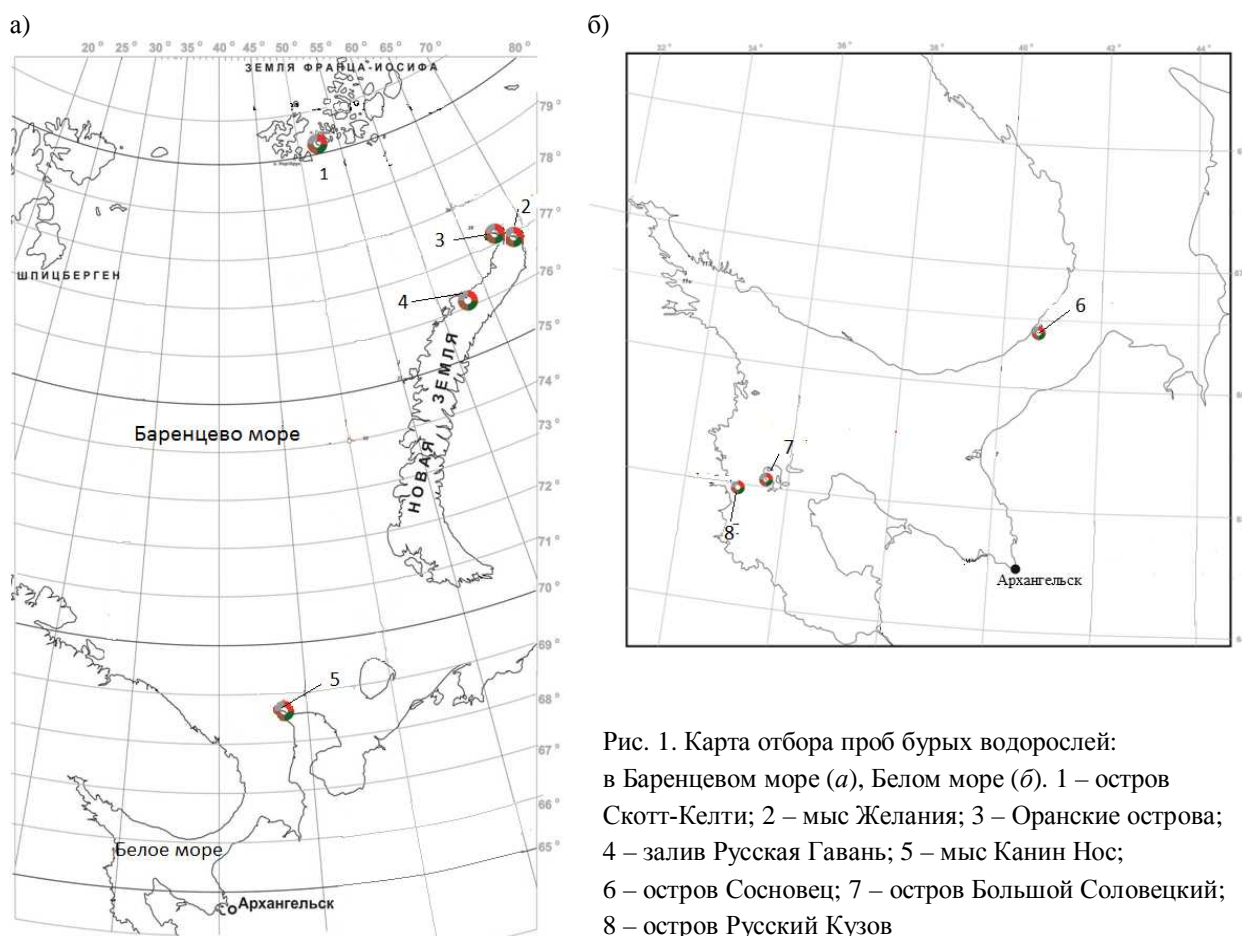 а)
20° 25° 30° 35° 40° 45° 50° 55° 60° 65° 70° 80°
ЗЕМЛЯ ФРАНЦА-ИОСИФА
79°
78°
1
77°
2
3
76°
ШПИЦБЕРГЕН
4
75°
74°
НОВАЯ ЗЕМЛЯ
73°
Баренцево море
72°
71°
70°
69°
5
68°
67°
66°
Белое море
65°
Архангельск
б)
32° 34° 36° 38° 40° 42° 44°
6
7
8
Архангельск
Рис. 1. Карта отбора проб бурых водорослей:
в Баренцевом море (а), Белом море (б). 1 – остров
Скотт-Келти; 2 – мыс Желания; 3 – Оранские острова;
4 – залив Русская Гавань; 5 – мыс Канин Нос;
6 – остров Сосновец; 7 – остров Большой Соловецкий;
8 – остров Русский Кузов